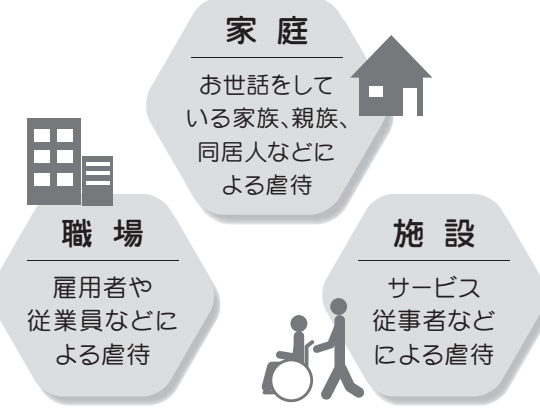 家庭
お世話をして
いる家族、親族、
同居人などに
よる虐待
職場
雇用者や
従業員などに
よる虐待
施設
サービス
従事者など
による虐待